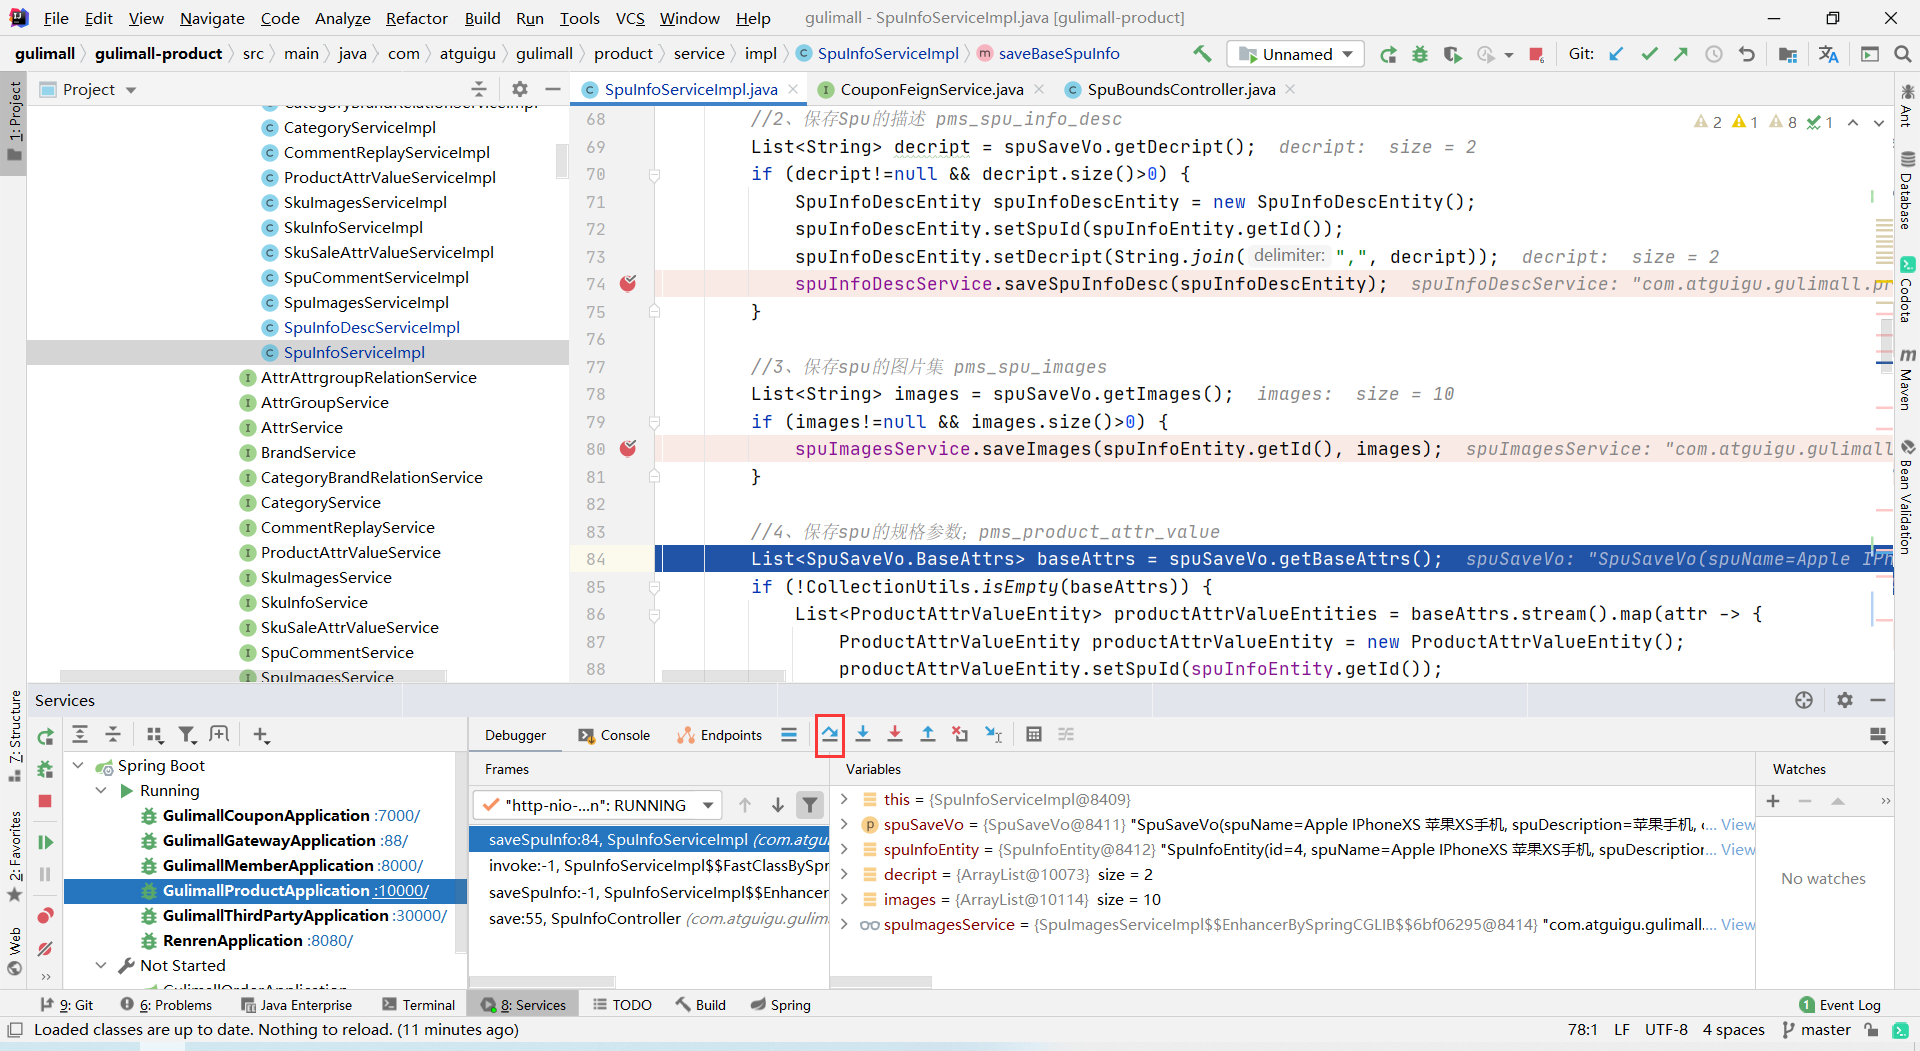 File Edit View Navigate Code Analyze Refactor Build Run Tools VCS Window Help gulimall - SpuInfoServiceImpl.java [gulimall-product]
gulimall gulimall-product src main java com atguigu gulimall product service impl SpuInfoServiceImpl saveBaseSpuInfo Unnamed Git:
Project
SpuInfoServiceImpl.java CouponFeignService.java SpuBoundsController.java
1: Project
7: Structure
2: Favorites
Web
CategoryBrandRelationServiceImpl
CategoryServiceImpl
CommentReplayServiceImpl
ProductAttrValueServiceImpl
SkuImagesServiceImpl
SkuInfoServiceImpl
SkuSaleAttrValueServiceImpl
SpuCommentServiceImpl
SpuImagesServiceImpl
SpuInfoDescServiceImpl
SpuInfoServiceImpl
AttrAttrgroupRelationService
AttrGroupService
AttrService
BrandService
CategoryBrandRelationService
CategoryService
CommentReplayService
ProductAttrValueService
SkuImagesService
SkuInfoService
SkuSaleAttrValueService
SpuCommentService
SpuImagesService
68 //2、保存Spu的描述 pms_spu_info_desc
2 1 8 1
69 List<String> decript = spuSaveVo.getDecript(); decript: size = 2
70 if (decript!=null && decript.size()>0) {
71 SpuInfoDescEntity spuInfoDescEntity = new SpuInfoDescEntity();
72 spuInfoDescEntity.setSpuId(spuInfoEntity.getId());
73 spuInfoDescEntity.setDecript(String.join( delimiter: ",", decript)); decript: size = 2
74 spuInfoDescService.saveSpuInfoDesc(spuInfoDescEntity); spuInfoDescService: "com.atguigu.gulimall.pr
75 }
76
77 //3、保存spu的图片集 pms_spu_images
78 List<String> images = spuSaveVo.getImages(); images: size = 10
79 if (images!=null && images.size()>0) {
80 spuImagesService.saveImages(spuInfoEntity.getId(), images); spuImagesService: "com.atguigu.gulimall
81 }
82
83 //4、保存spu的规格参数; pms_product_attr_value
84 List<SpuSaveVo.BaseAttrs> baseAttrs = spuSaveVo.getBaseAttrs(); spuSaveVo: "SpuSaveVo(spuName=Apple IPh
85 if (!CollectionUtils.isEmpty(baseAttrs)) {
86 List<ProductAttrValueEntity> productAttrValueEntities = baseAttrs.stream().map(attr -> {
87 ProductAttrValueEntity productAttrValueEntity = new ProductAttrValueEntity();
88 productAttrValueEntity.setSpuId(spuInfoEntity.getId());
Ant
Database
Codota
Maven
Bean Validation
Services
Debugger Console Endpoints
Spring Boot
Running
GulimallCouponApplication :7000/
GulimallGatewayApplication :88/
GulimallMemberApplication :8000/
GulimallProductApplication :10000/
GulimallThirdPartyApplication :30000/
RenrenApplication :8080/
Not Started
GulimallOrderApplication
Frames
"http-nio-...n": RUNNING
saveSpuInfo:84, SpuInfoServiceImpl (com.atgu
invoke:-1, SpuInfoServiceImpl$$FastClassBySpr
saveSpuInfo:-1, SpuInfoServiceImpl$$Enhancer
save:55, SpuInfoController (com.atguigu.gulim
Variables
this = {SpuInfoServiceImpl@8409}
spuSaveVo = {SpuSaveVo@8411} "SpuSaveVo(spuName=Apple IPhoneXS 苹果XS手机, spuDescription=苹果手机, c... View
spuInfoEntity = {SpuInfoEntity@8412} "SpuInfoEntity(id=4, spuName=Apple IPhoneXS 苹果XS手机, spuDescription... View
decript = {ArrayList@10073} size = 2
images = {ArrayList@10114} size = 10
spuImagesService = {SpuImagesServiceImpl$$EnhancerBySpringCGLIB$$6bf06295@8414} "com.atguigu.gulimall.... View
Watches
No watches
9: Git 6: Problems Java Enterprise Terminal 8: Services TODO Build Spring 1 Event Log
Loaded classes are up to date. Nothing to reload. (11 minutes ago) 78:1 LF UTF-8 4 spaces master